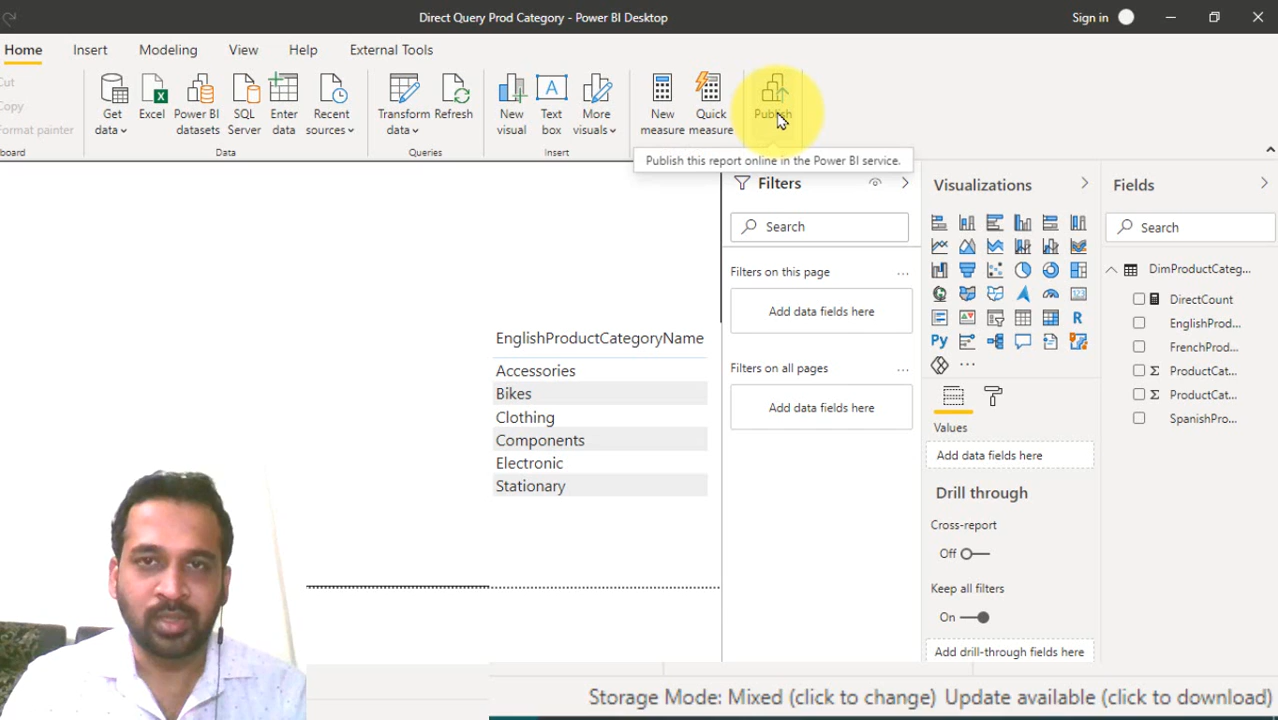 Direct Query Prod Category - Power BI Desktop
Sign in
Home
Insert
Modeling
View
Help
External Tools
Cut
Copy
Format painter
Get data
Excel
Power BI datasets
SQL Server
Enter data
Recent sources
Transform data
Refresh
New visual
Text box
More visuals
New measure
Quick measure
Publish
Data
Queries
Insert
Publish this report online in the Power BI service.
Filters
Search
Filters on this page
...
Add data fields here
Filters on all pages
...
Add data fields here
Visualizations
R
Py
...
Values
Add data fields here
Drill through
Cross-report
Off
Keep all filters
On
Add drill-through fields here
Fields
Search
DimProductCateg...
DirectCount
EnglishProd...
FrenchProd...
Σ ProductCat...
Σ ProductCat...
SpanishPro...
EnglishProductCategoryName
Accessories
Bikes
Clothing
Components
Electronic
Stationary
Storage Mode: Mixed (click to change) Update available (click to download)